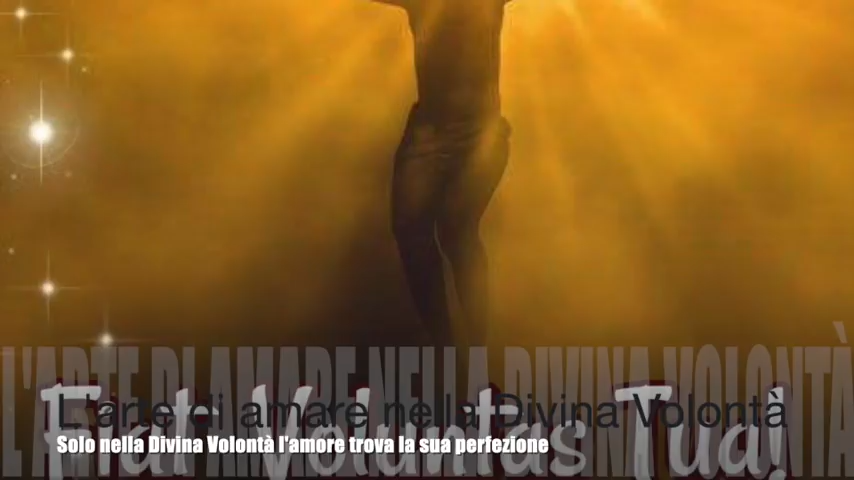 L'ARTE DI AMARE NELLA DIVINA VOLONTÀ
Fiat Voluntas Tua!
L'arte di amare nella Divina Volontà
Solo nella Divina Volontà l'amore trova la sua perfezione